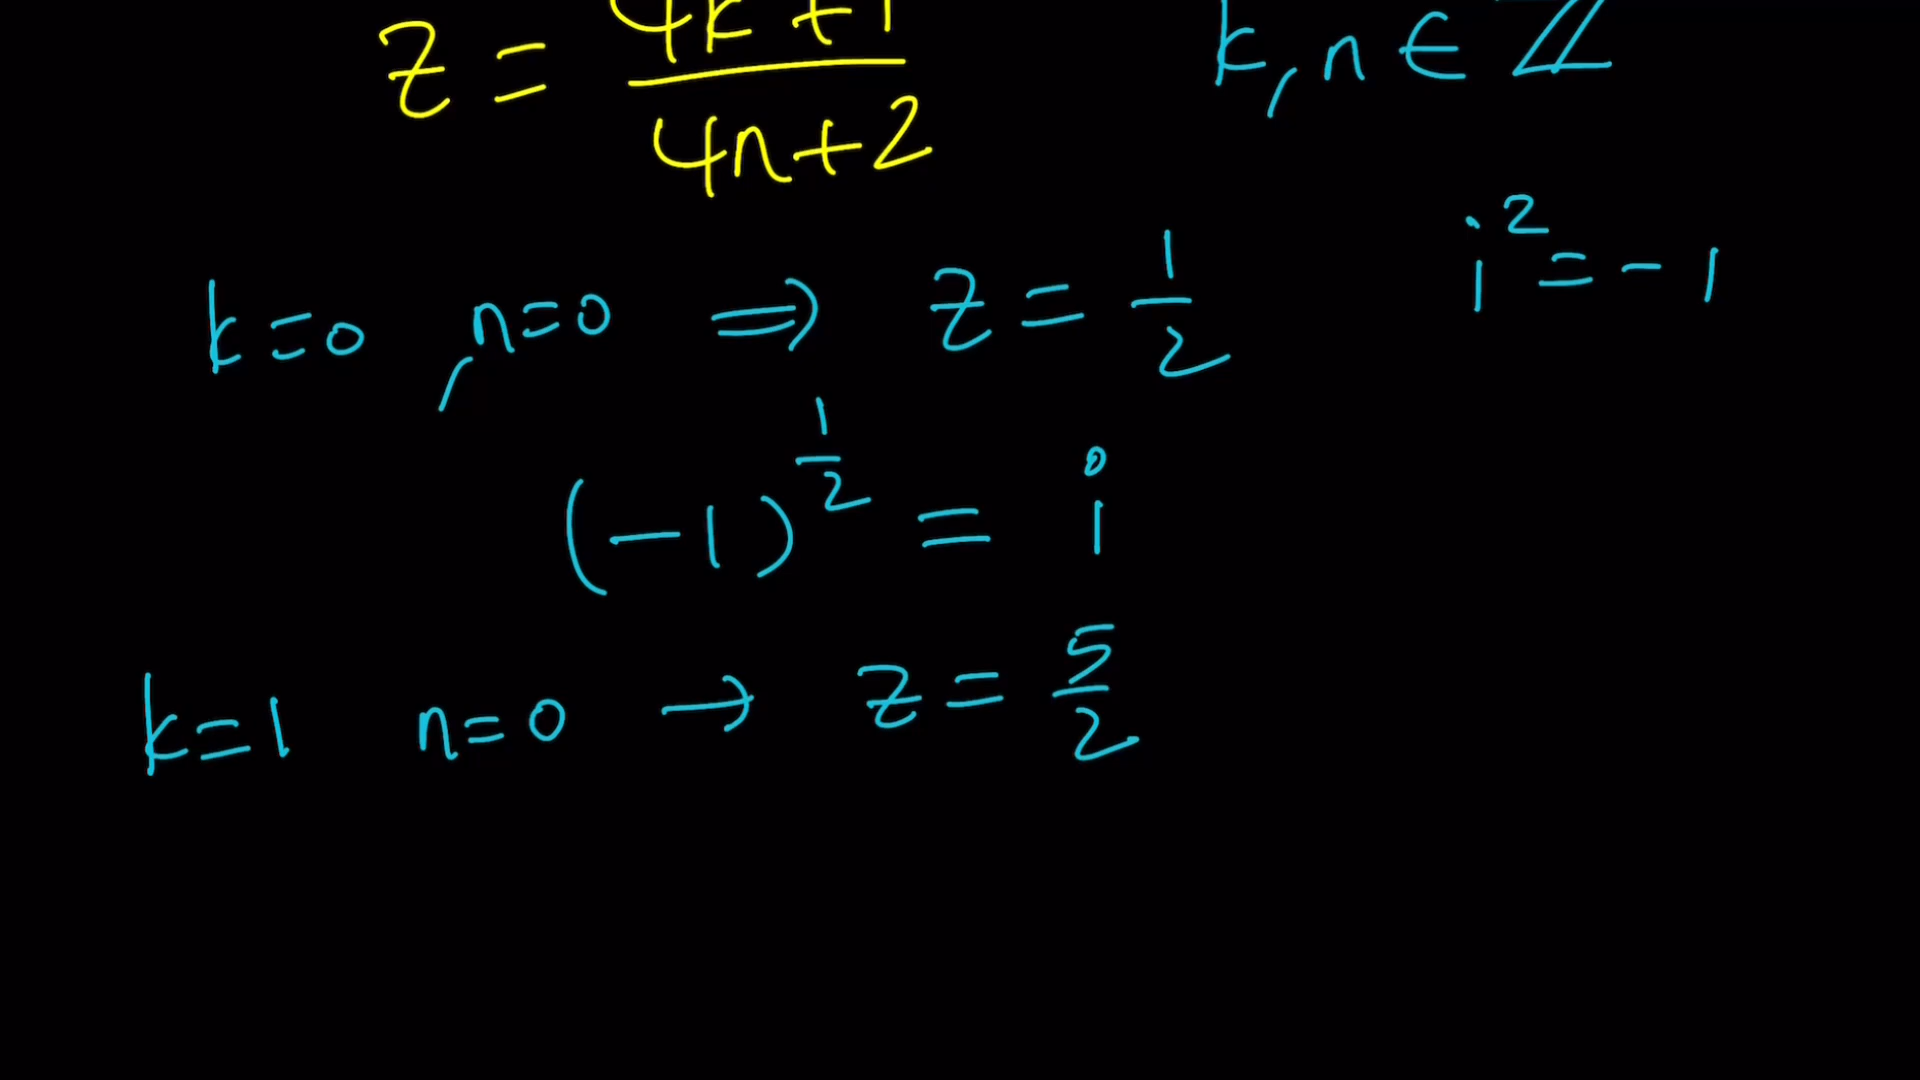 z = (4k+1)/(4n+2) k, n ∈ ℤ
i² = -1
k=0, n=0 ⇒ z = 1/2
(-1)^(1/2) = i
k=1 n=0 → z = 5/2